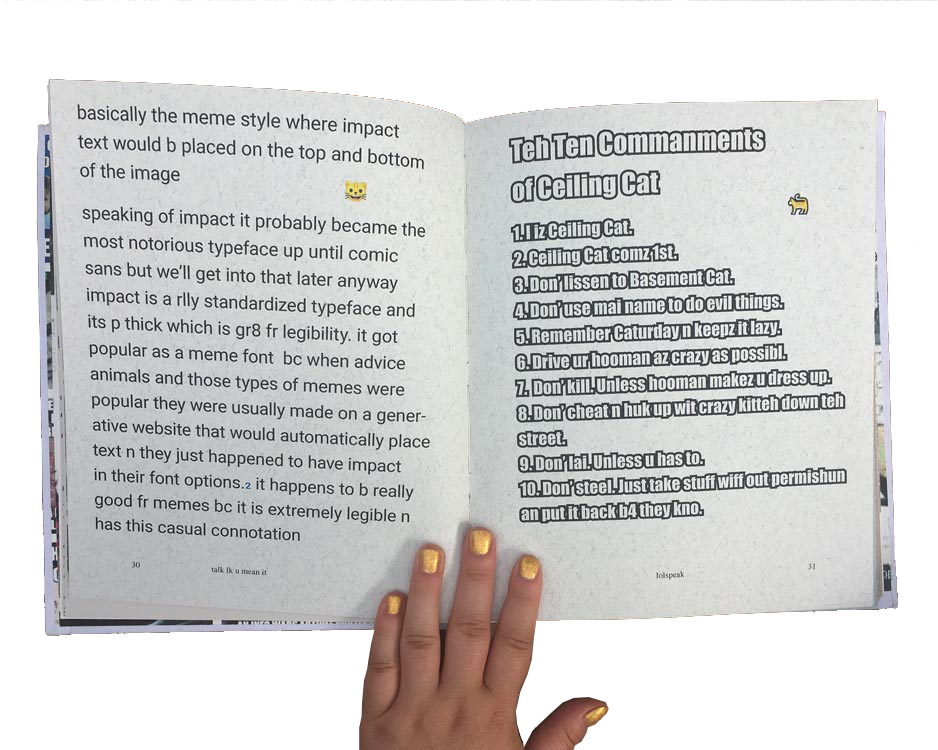 basically the meme style where impact
text would b placed on the top and bottom
of the image
speaking of impact it probably became the
most notorious typeface up until comic
sans but we'll get into that later anyway
impact is a rlly standardized typeface and
its p thick which is gr8 fr legibility. it got
popular as a meme font bc when advice
animals and those types of memes were
popular they were usually made on a gener-
ative website that would automatically place
text n they just happened to have impact
in their font options.2 it happens to b really
good fr memes bc it is extremely legible n
has this casual connotation
30
talk lk u mean it
Teh Ten Commanments
of Ceiling Cat
1. I iz Ceiling Cat.
2. Ceiling Cat comz 1st.
3. Don' lissen to Basement Cat.
4. Don' use mai name to do evil things.
5. Remember Caturday n keepz it lazy.
6. Drive ur hooman az crazy as possibl.
7. Don' kill. Unless hooman makez u dress up.
8. Don' cheat n huk up wit crazy kitteh down teh
street.
9. Don' lai. Unless u has to.
10. Don' steel. Just take stuff wiff out permishun
an put it back b4 they kno.
lolspeak
31